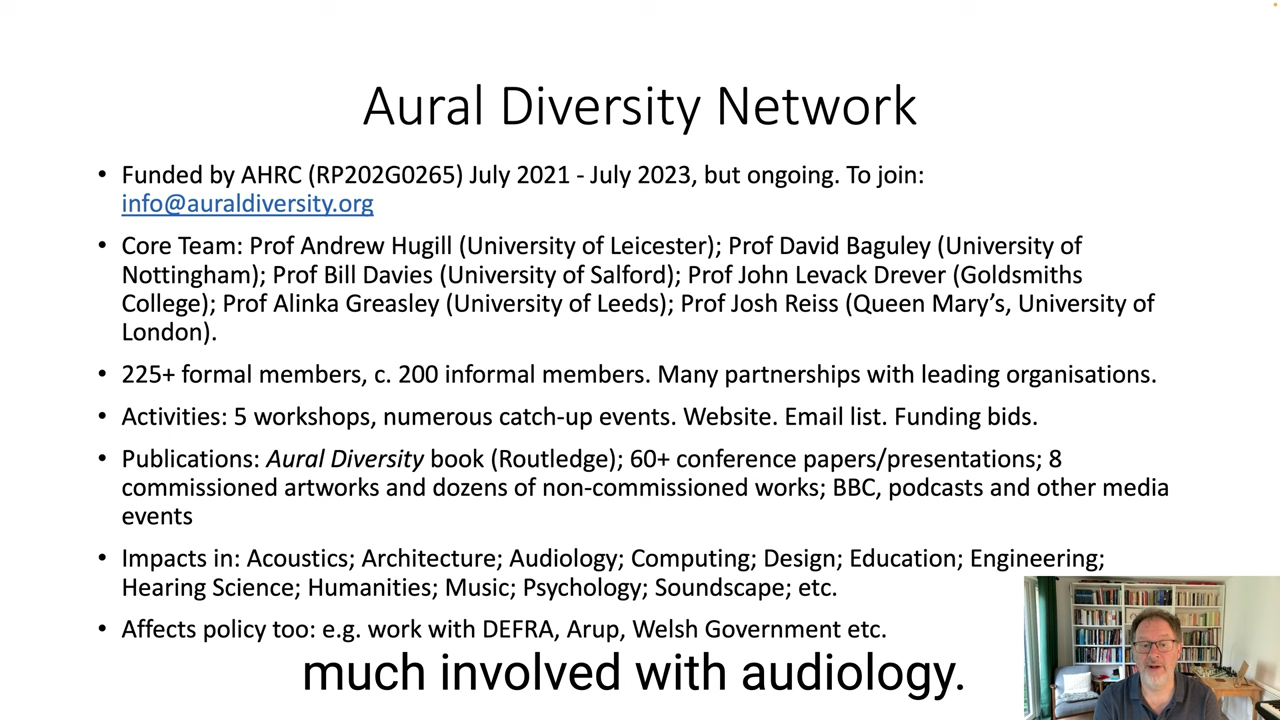 Aural Diversity Network
• Funded by AHRC (RP202G0265) July 2021 - July 2023, but ongoing. To join:
info@auraldiversity.org
• Core Team: Prof Andrew Hugill (University of Leicester); Prof David Baguley (University of
Nottingham); Prof Bill Davies (University of Salford); Prof John Levack Drever (Goldsmiths
College); Prof Alinka Greasley (University of Leeds); Prof Josh Reiss (Queen Mary’s, University of
London).
• 225+ formal members, c. 200 informal members. Many partnerships with leading organisations.
• Activities: 5 workshops, numerous catch-up events. Website. Email list. Funding bids.
• Publications: Aural Diversity book (Routledge); 60+ conference papers/presentations; 8
commissioned artworks and dozens of non-commissioned works; BBC, podcasts and other media
events
• Impacts in: Acoustics; Architecture; Audiology; Computing; Design; Education; Engineering;
Hearing Science; Humanities; Music; Psychology; Soundscape; etc.
• Affects policy too: e.g. work with DEFRA, Arup, Welsh Government etc.
much involved with audiology.